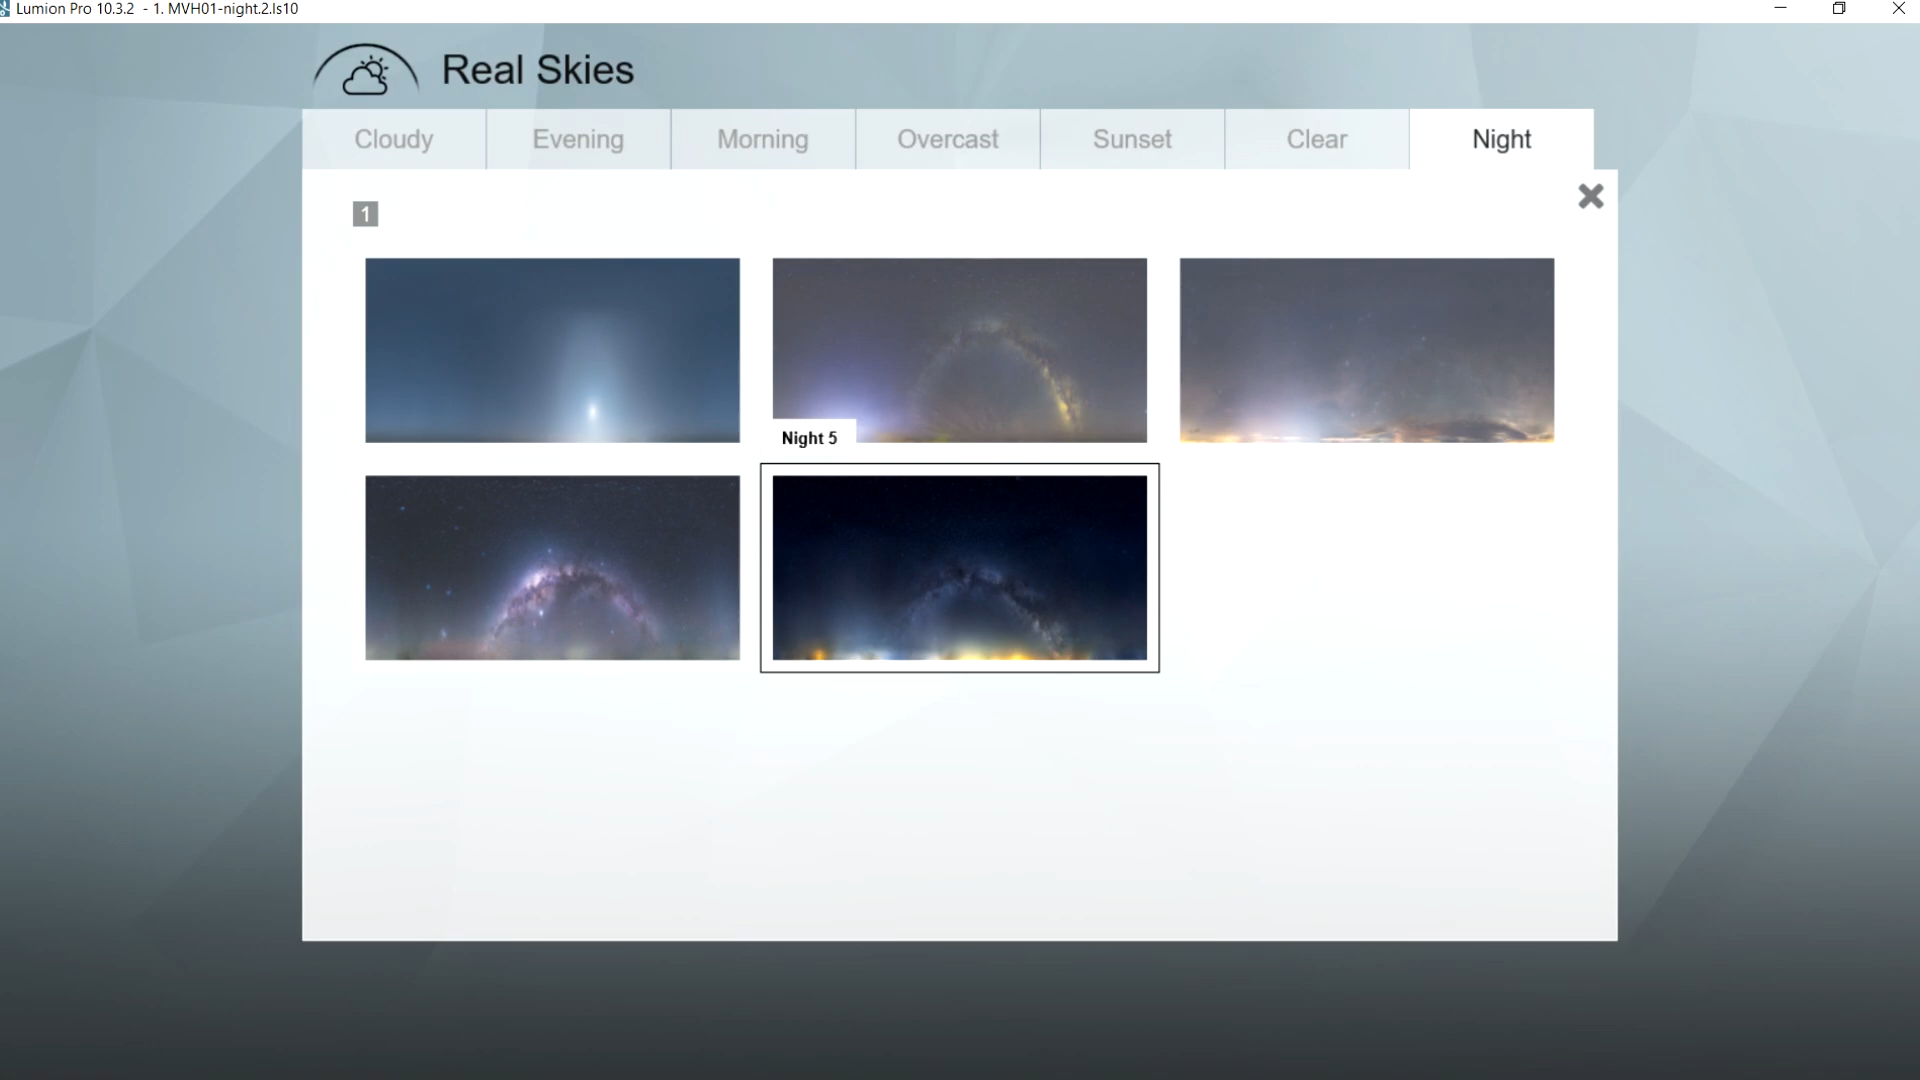 Lumion Pro 10.3.2 - 1. MVH01-night.2.ls10
Real Skies
Cloudy Evening Morning Overcast Sunset Clear Night
1
Night 5